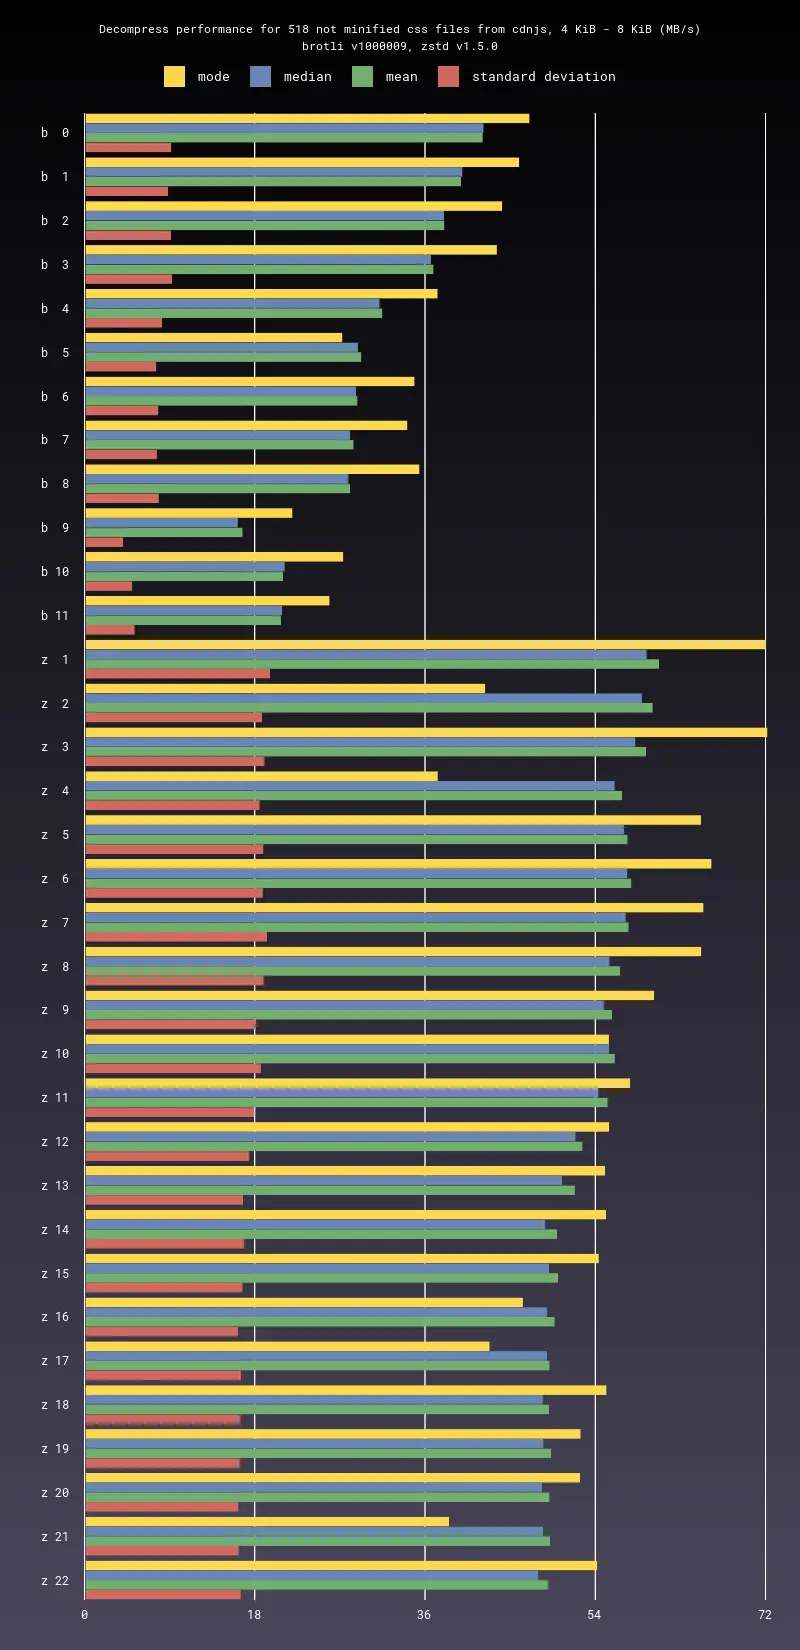 Decompress performance for 518 not minified css files from cdnjs, 4 KiB - 8 KiB (MB/s)
brotli v1000009, zstd v1.5.0
mode median mean standard deviation
b 0
b 1
b 2
b 3
b 4
b 5
b 6
b 7
b 8
b 9
b 10
b 11
z 1
z 2
z 3
z 4
z 5
z 6
z 7
z 8
z 9
z 10
z 11
z 12
z 13
z 14
z 15
z 16
z 17
z 18
z 19
z 20
z 21
z 22
0 18 36 54 72